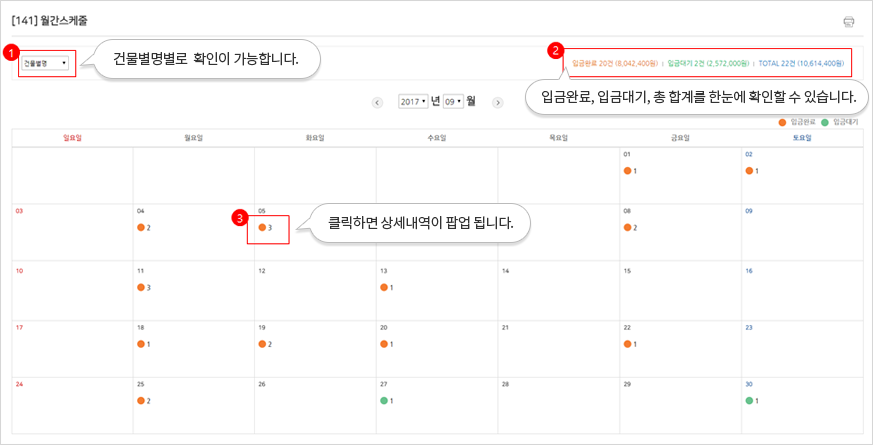 [141] 월간스케줄
1
건물별명
건물별명별로 확인이 가능합니다.
2
입금완료 20건 (8,042,400원) | 입금대기 2건 (2,572,000원) | TOTAL 22건 (10,614,400원)
입금완료, 입금대기, 총 합계를 한눈에 확인할 수 있습니다.
2017 년 09 월
입금완료 입금대기
일요일 월요일 화요일 수요일 목요일 금요일 토요일
01 02
1 1
03 04 05 08 09
2 3 2
3
클릭하면 상세내역이 팝업 됩니다.
10 11 12 13 14 15 16
3 1
17 18 19 20 21 22 23
1 2 1 1
24 25 26 27 28 29 30
2 1 1